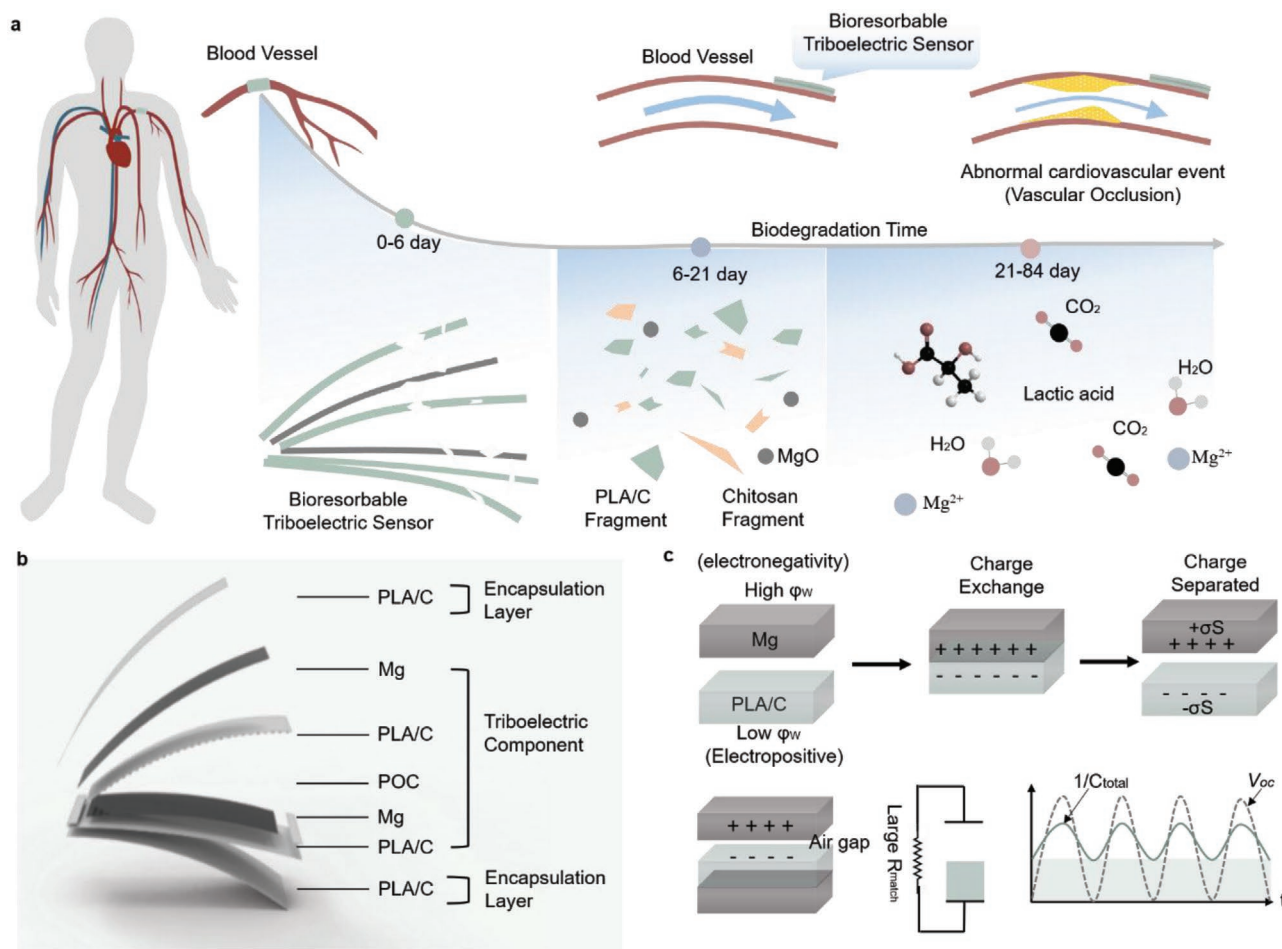 a
Blood Vessel
Blood Vessel
Bioresorbable
Triboelectric Sensor
Abnormal cardiovascular event
(Vascular Occlusion)
Biodegradation Time
0-6 day
6-21 day
21-84 day
Bioresorbable
Triboelectric Sensor
MgO
PLA/C
Fragment
Chitosan
Fragment
CO₂
H₂O
Lactic acid
H₂O
CO₂
Mg²⁺
Mg²⁺
b
PLA/C
Encapsulation
Layer
Mg
PLA/C
Triboelectric
Component
POC
Mg
PLA/C
PLA/C
Encapsulation
Layer
c
(electronegativity)
High φw
Mg
PLA/C
Low φw
(Electropositive)
Charge
Exchange
+ + + + + +
- - - - - -
Charge
Separated
+σS
+ + + +
- - - -
-σS
+ + + +
Air gap
- - - -
Large Rmatch
1/Ctotal
Voc
t